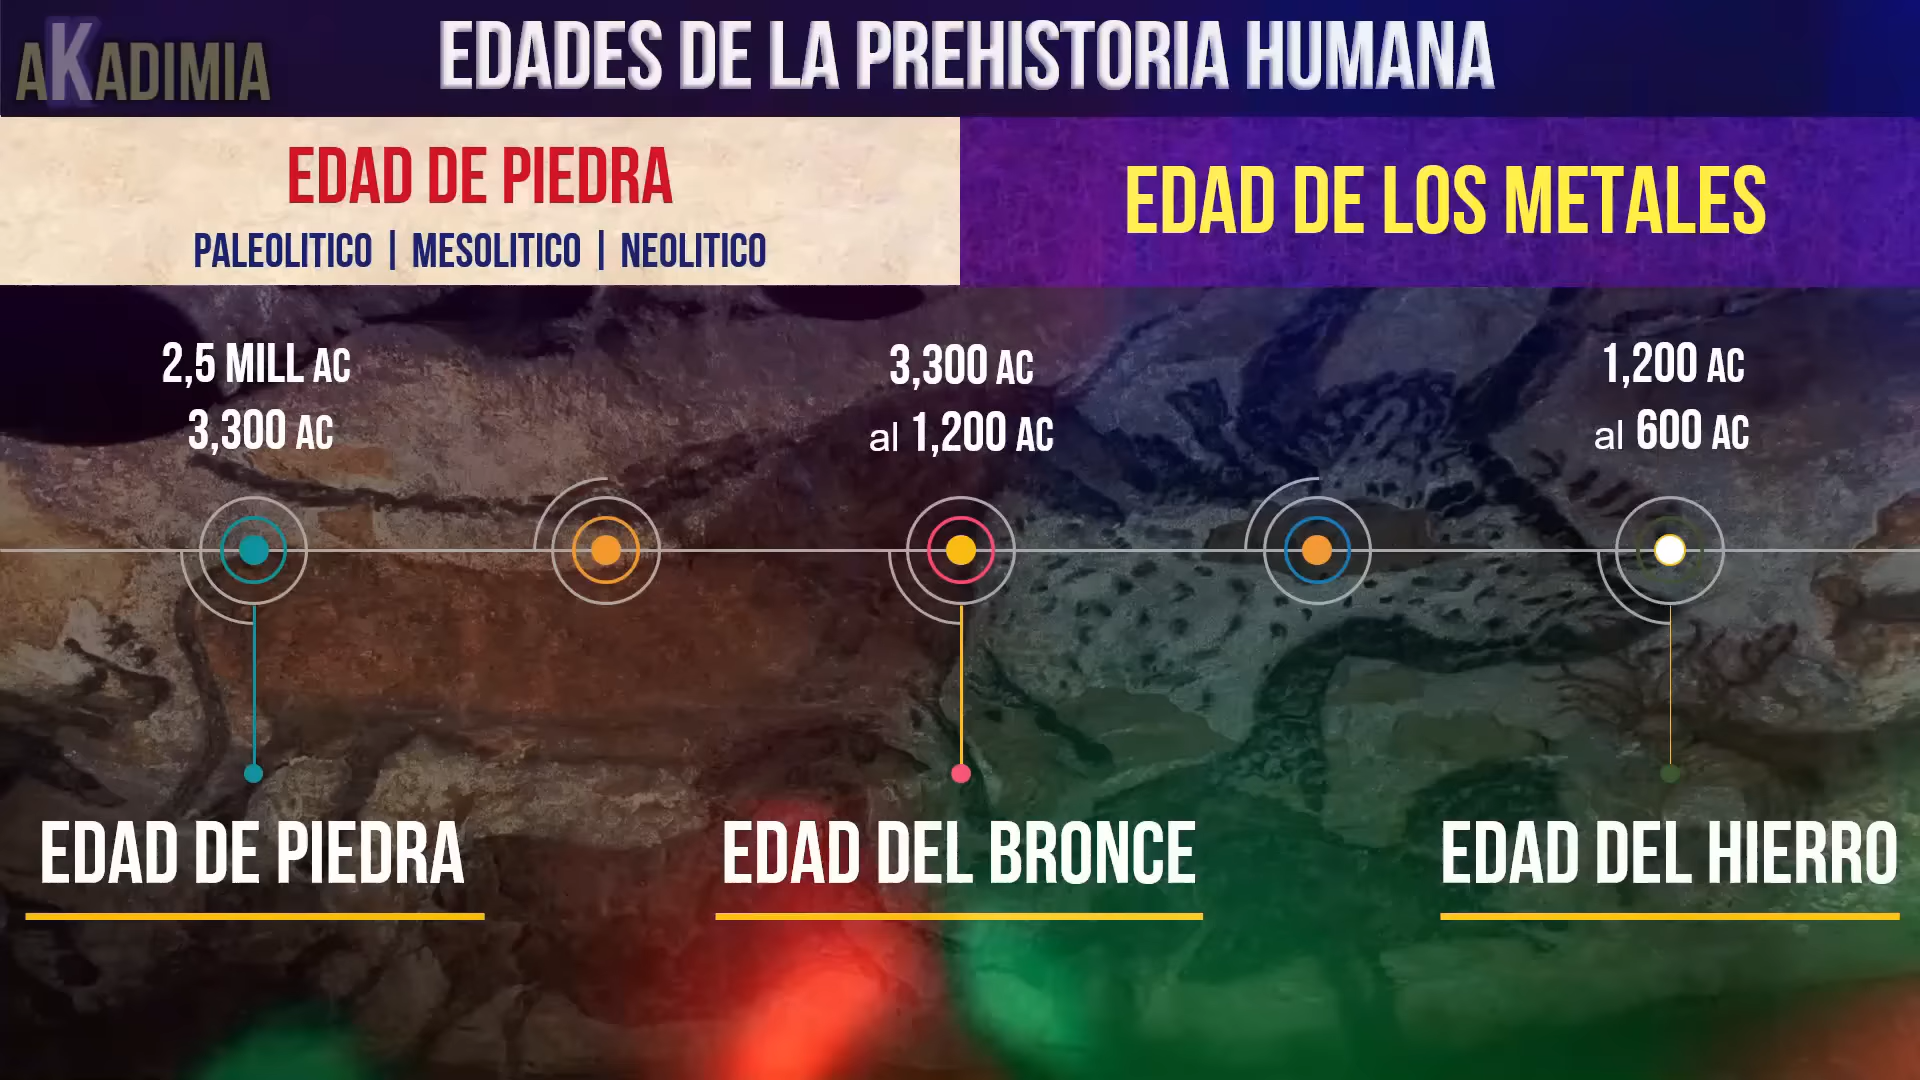 AKADIMIA
EDADES DE LA PREHISTORIA HUMANA
EDAD DE PIEDRA
PALEOLITICO | MESOLITICO | NEOLITICO
EDAD DE LOS METALES
2,5 MILL AC
3,300 AC
3,300 AC
al 1,200 AC
1,200 AC
al 600 AC
EDAD DE PIEDRA
EDAD DEL BRONCE
EDAD DEL HIERRO